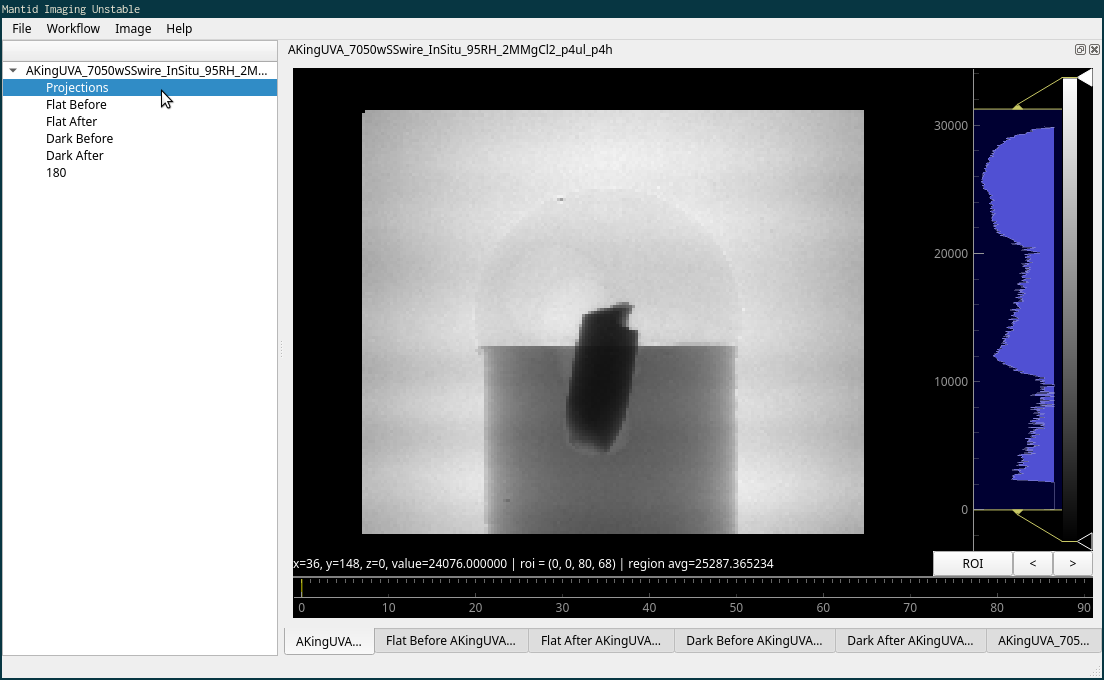 Mantid Imaging Unstable
File Workflow Image Help
AKingUVA_7050wSSwire_InSitu_95RH_2MMgCl2_p4ul_p4h
AKingUVA_7050wSSwire_InSitu_95RH_2M...
Projections
Flat Before
Flat After
Dark Before
Dark After
180
30000
20000
10000
0
x=36, y=148, z=0, value=24076.000000 | roi = (0, 0, 80, 68) | region avg=25287.365234
ROI < >
0 10 20 30 40 50 60 70 80 90
AKingUVA... Flat Before AKingUVA... Flat After AKingUVA... Dark Before AKingUVA... Dark After AKingUVA... AKingUVA_705...